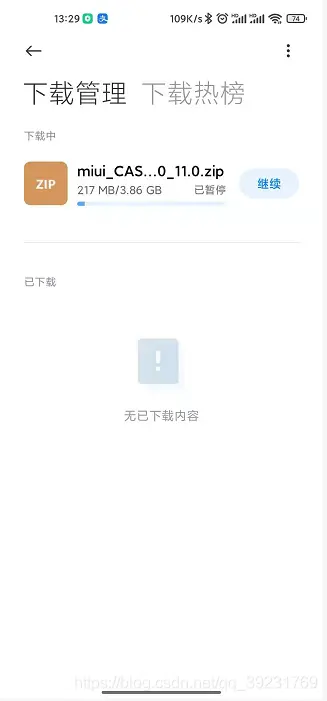 13:29 109K/s HD HD 74
下载管理 下载热榜
下载中
ZIP miui_CAS...0_11.0.zip
217 MB/3.86 GB 已暂停 继续
已下载
无已下载内容
https://blog.csdn.net/qq_39231769